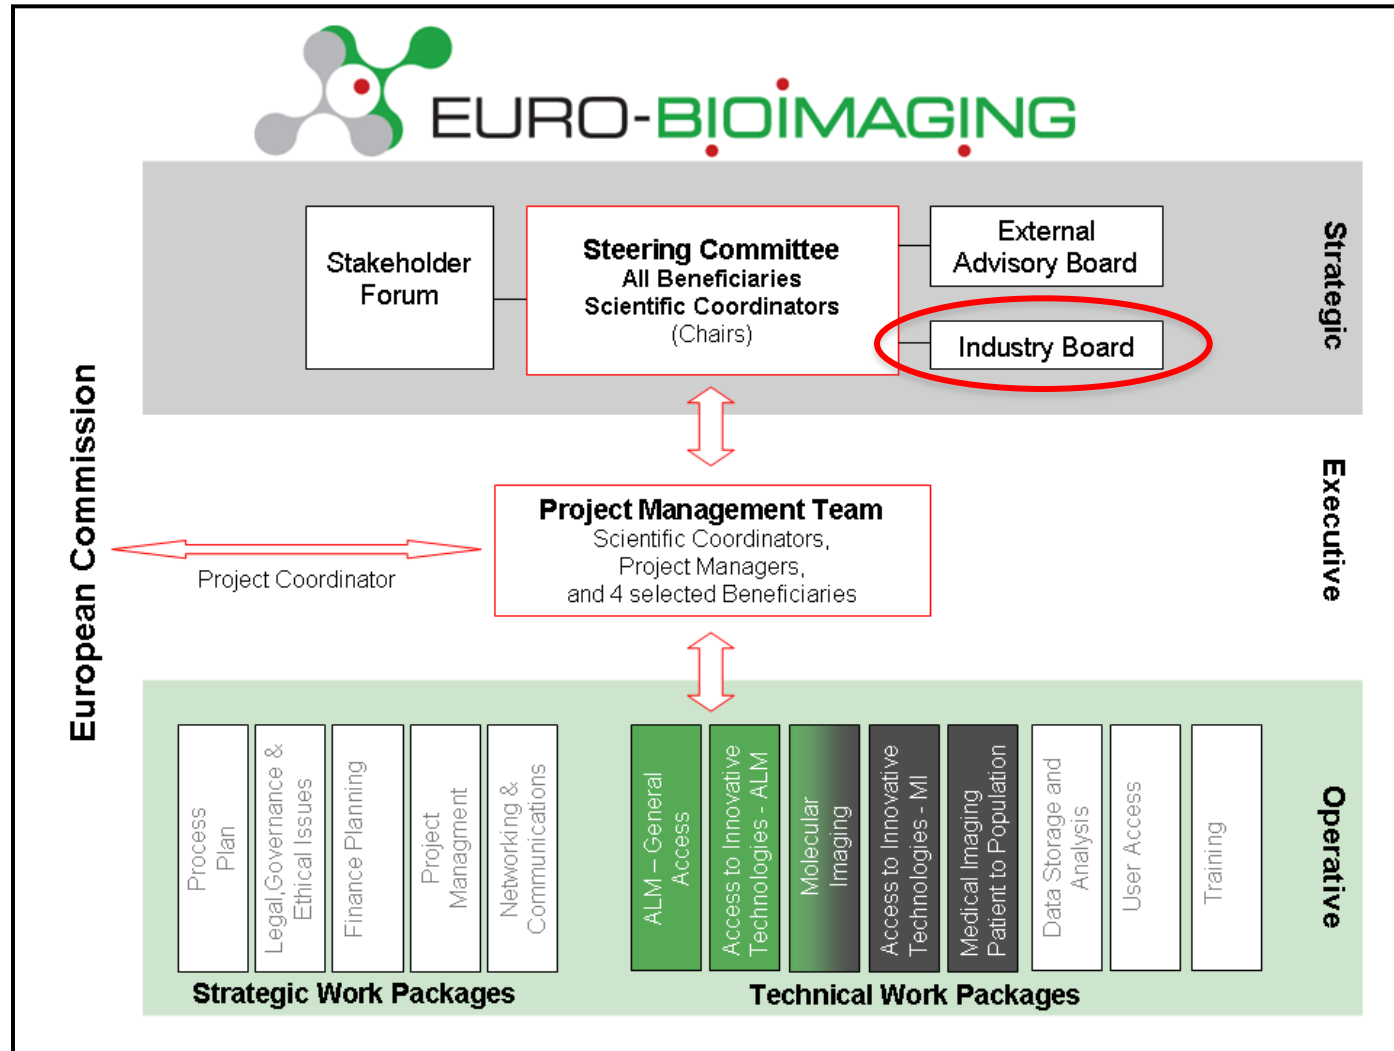 EURO-BIOIMAGING
Stakeholder
Forum
Steering Committee
All Beneficiaries
Scientific Coordinators
(Chairs)
External
Advisory Board
Industry Board
Strategic
European Commission
Project Coordinator
Project Management Team
Scientific Coordinators,
Project Managers,
and 4 selected Beneficiaries
Executive
Process
Plan
Legal,Governance &
Ethical Issues
Finance Planning
Project
Managment
Networking &
Communications
Strategic Work Packages
ALM – General
Access
Access to Innovative
Technologies - ALM
Molecular
Imaging
Access to Innovative
Technologies - MI
Medical Imaging
Patient to Population
Data Storage and
Analysis
User Access
Training
Technical Work Packages
Operative